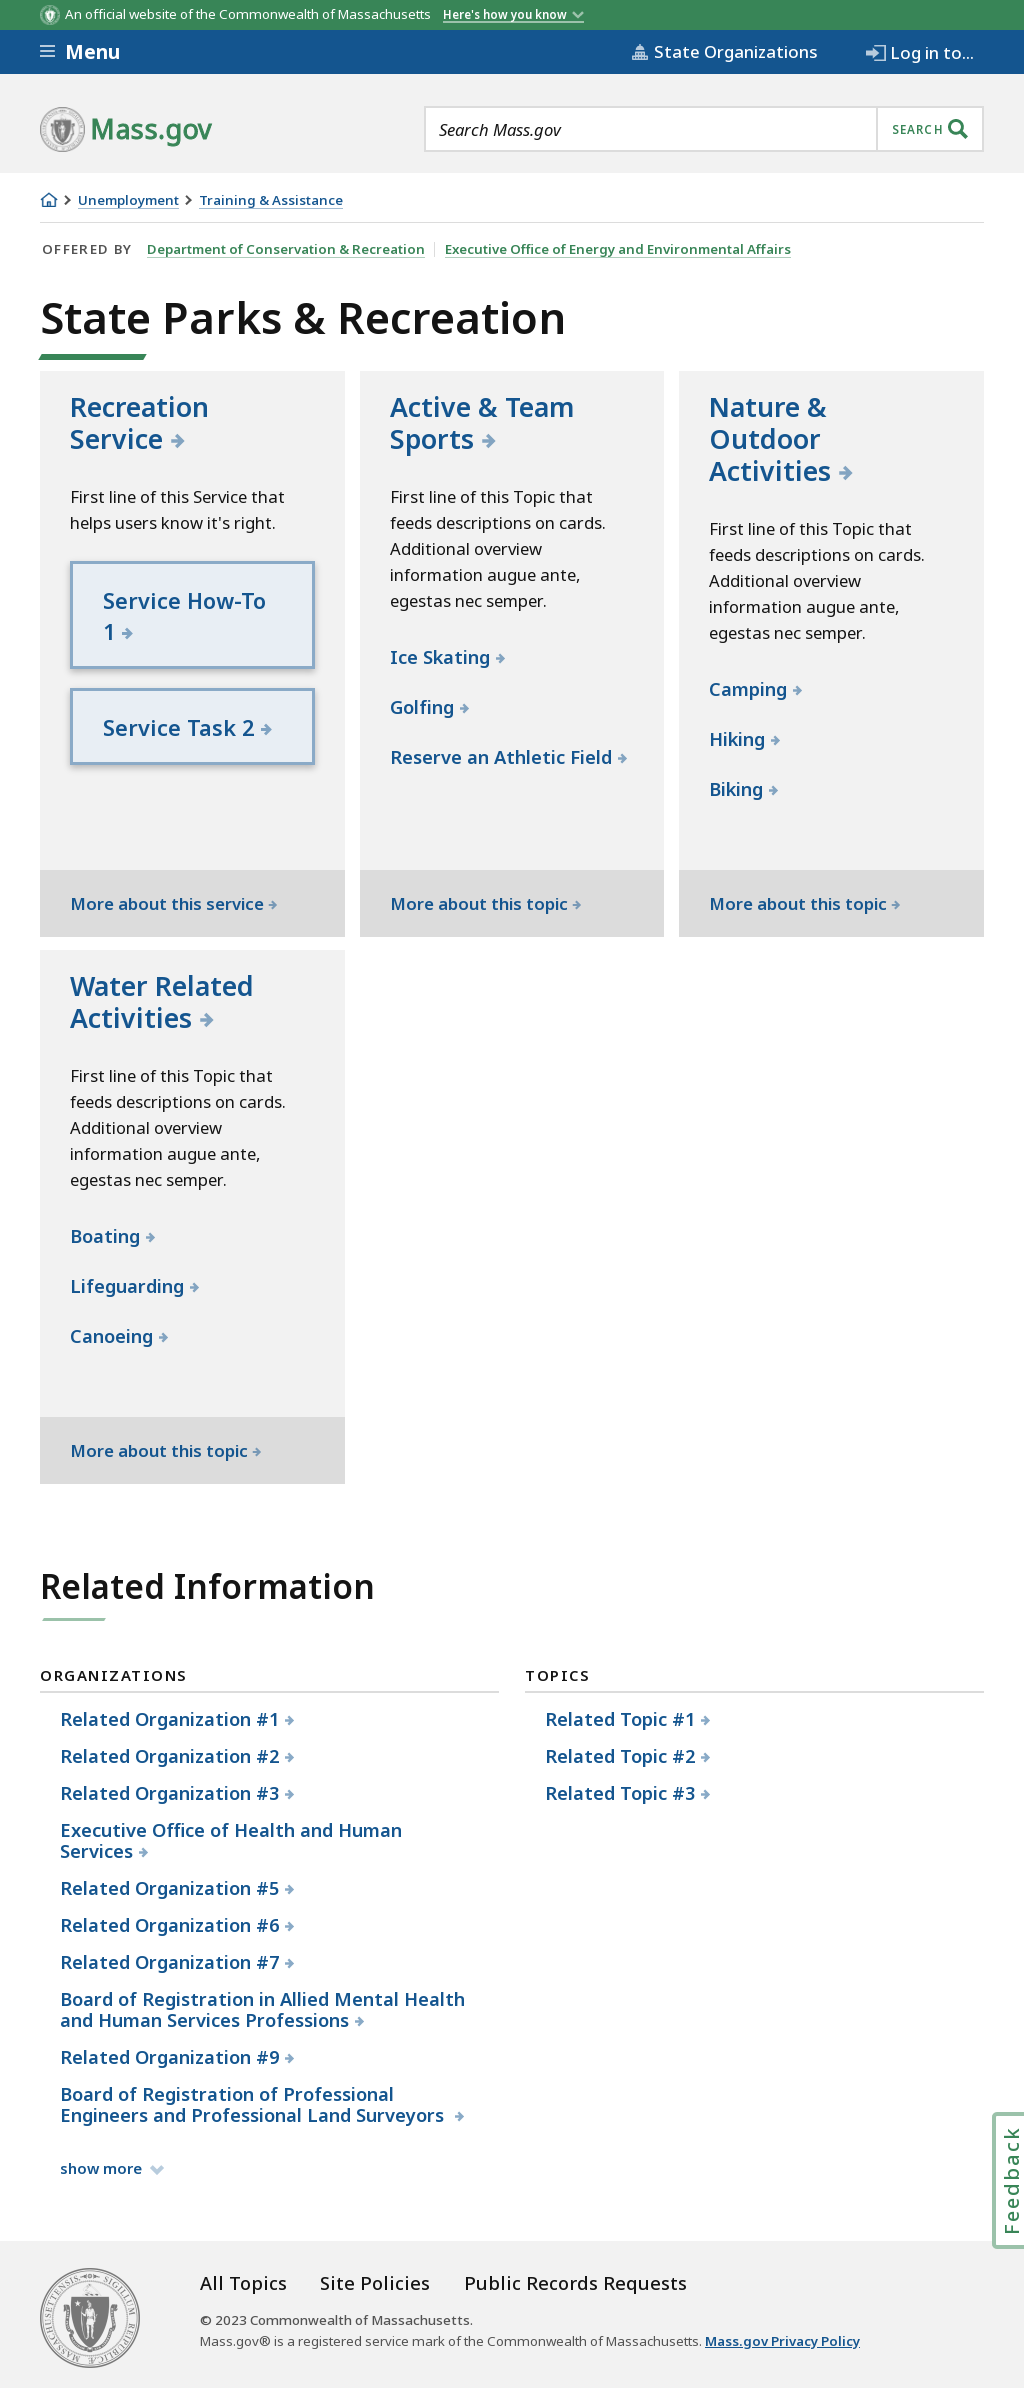 An official website of the Commonwealth of Massachusetts Here's how you know
Menu State Organizations Log in to...
Mass.gov Search Mass.gov SEARCH
Unemployment Training & Assistance
OFFERED BY Department of Conservation & Recreation Executive Office of Energy and Environmental Affairs
State Parks & Recreation
Recreation
Service
First line of this Service that
helps users know it's right.
Service How-To
1
Service Task 2
More about this service
Active & Team
Sports
First line of this Topic that
feeds descriptions on cards.
Additional overview
information augue ante,
egestas nec semper.
Ice Skating
Golfing
Reserve an Athletic Field
More about this topic
Nature &
Outdoor
Activities
First line of this Topic that
feeds descriptions on cards.
Additional overview
information augue ante,
egestas nec semper.
Camping
Hiking
Biking
More about this topic
Water Related
Activities
First line of this Topic that
feeds descriptions on cards.
Additional overview
information augue ante,
egestas nec semper.
Boating
Lifeguarding
Canoeing
More about this topic
Related Information
ORGANIZATIONS
Related Organization #1
Related Organization #2
Related Organization #3
Executive Office of Health and Human
Services
Related Organization #5
Related Organization #6
Related Organization #7
Board of Registration in Allied Mental Health
and Human Services Professions
Related Organization #9
Board of Registration of Professional
Engineers and Professional Land Surveyors
show more
TOPICS
Related Topic #1
Related Topic #2
Related Topic #3
Feedback
All Topics Site Policies Public Records Requests
© 2023 Commonwealth of Massachusetts.
Mass.gov® is a registered service mark of the Commonwealth of Massachusetts. Mass.gov Privacy Policy